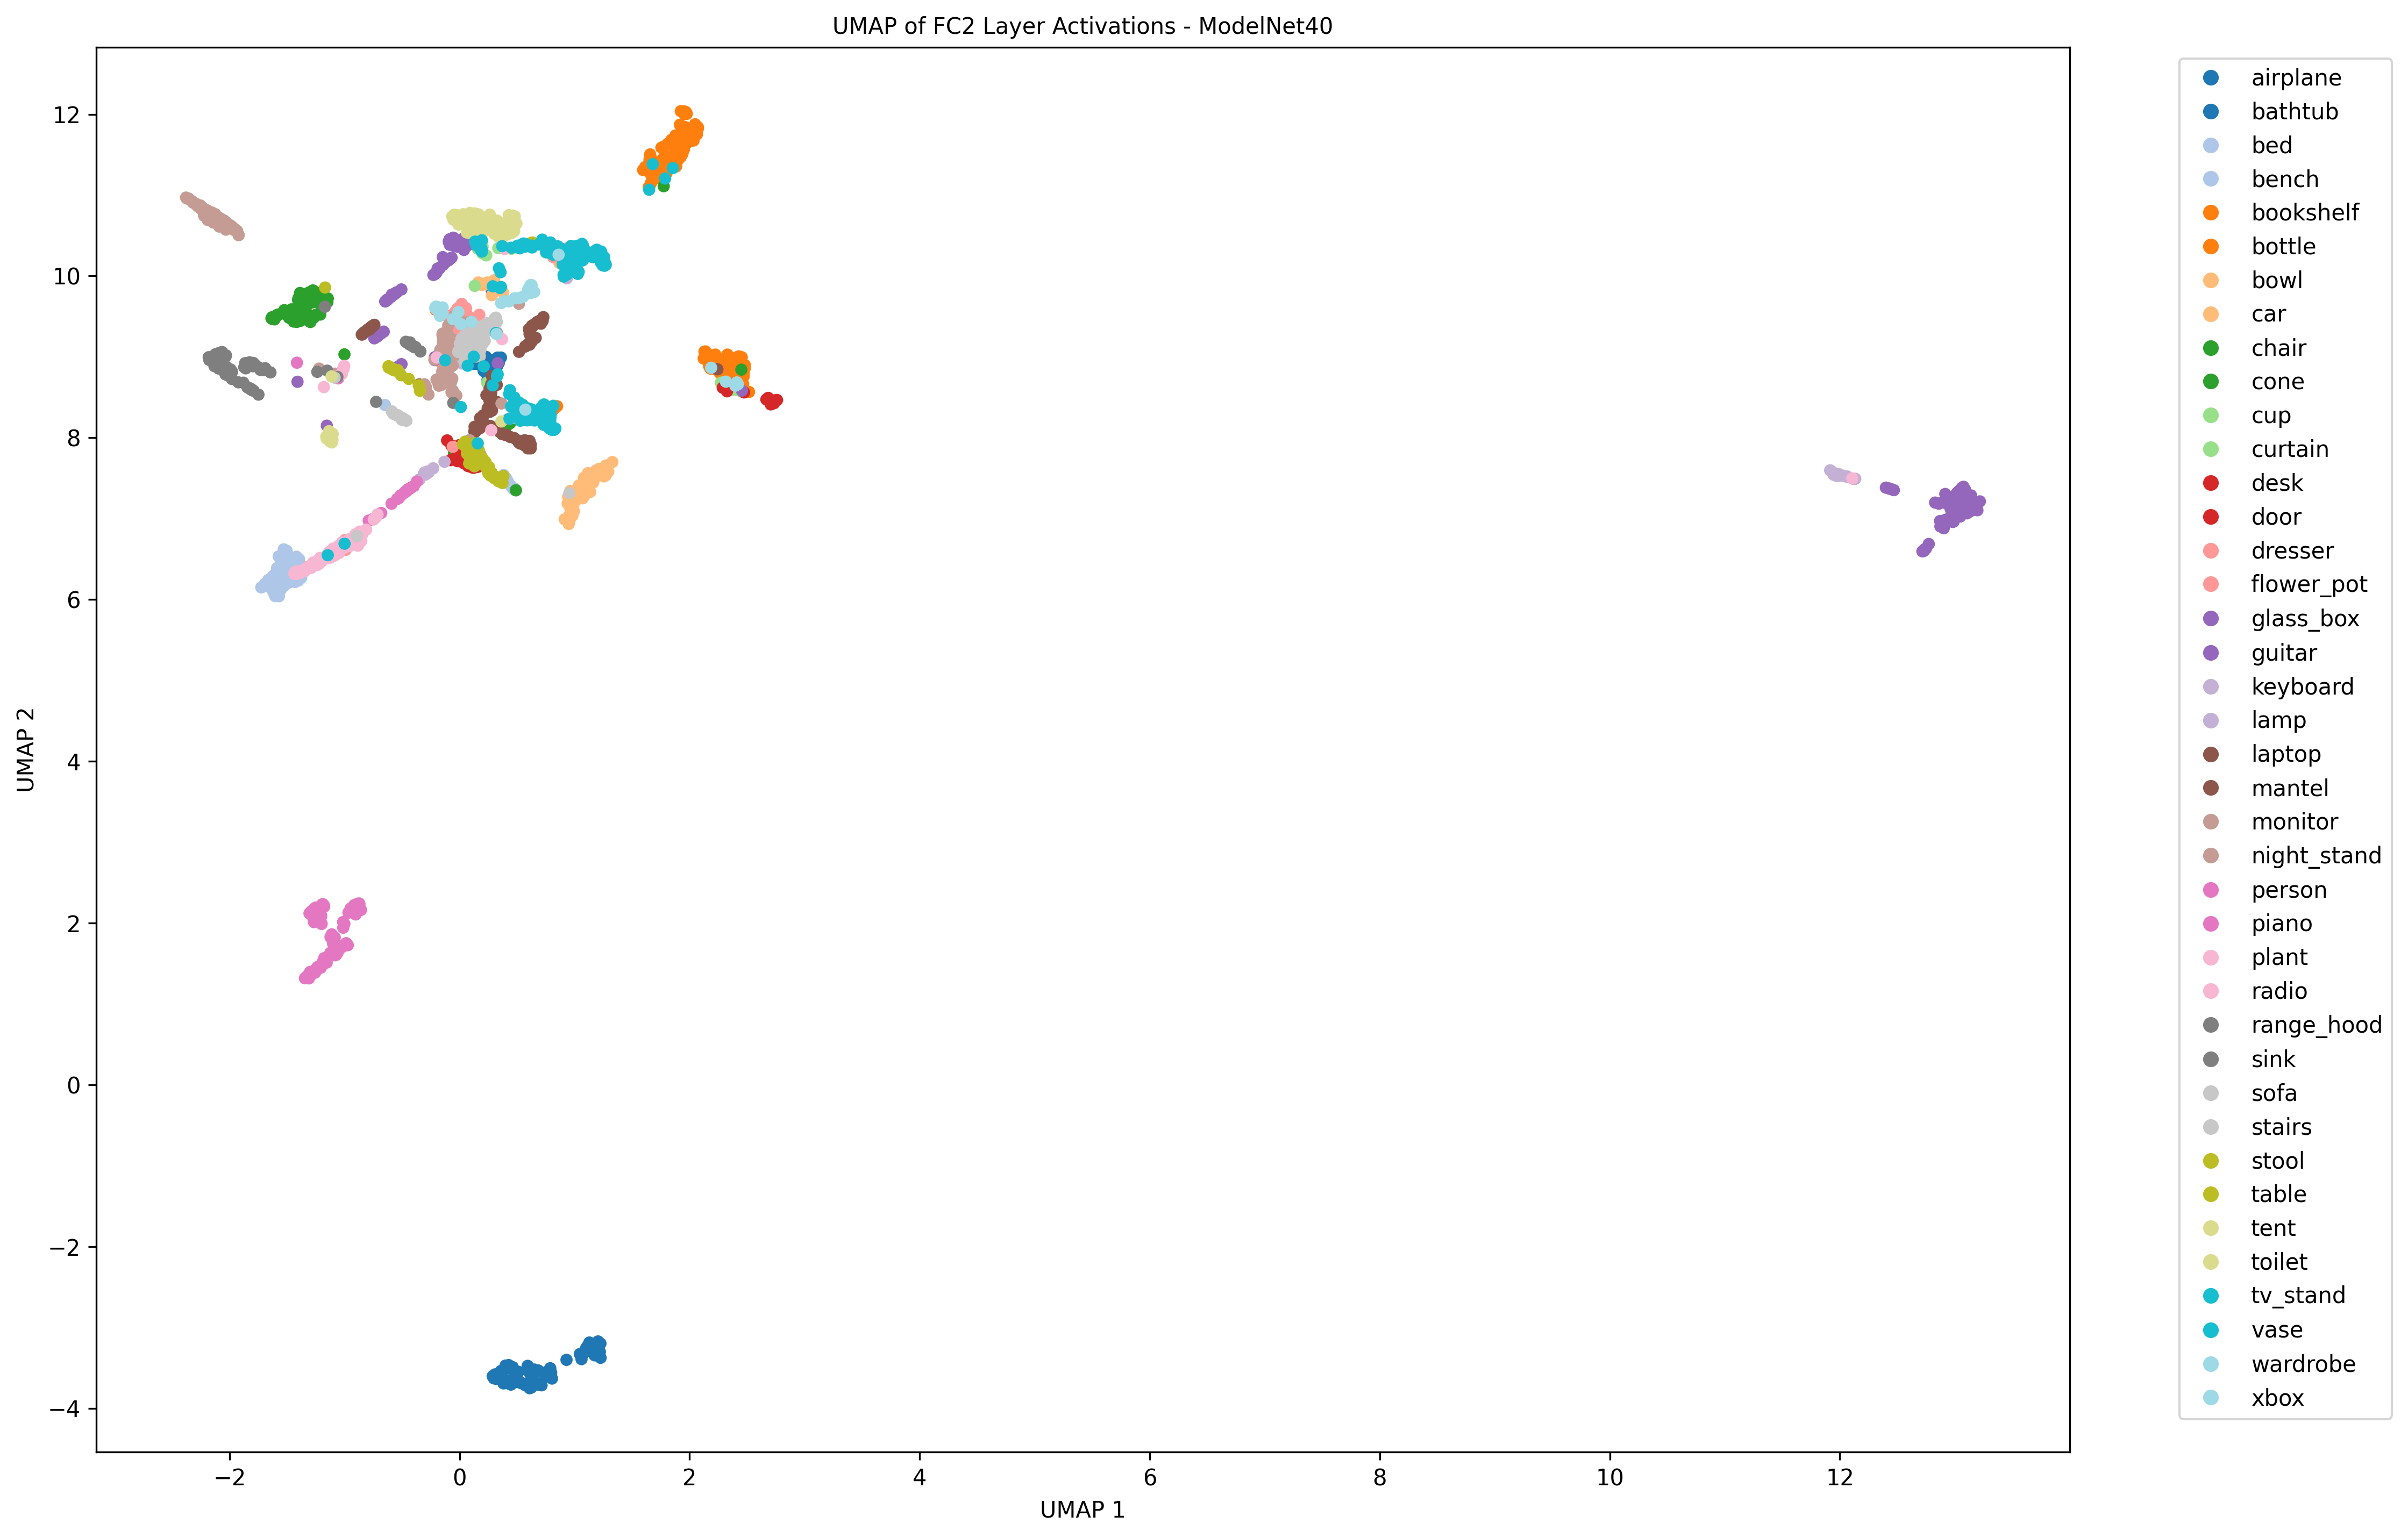 UMAP of FC2 Layer Activations - ModelNet40
12
10
8
6
4
2
0
−2
−4
UMAP 2
−2
0
2
4
6
8
10
12
UMAP 1
airplane
bathtub
bed
bench
bookshelf
bottle
bowl
car
chair
cone
cup
curtain
desk
door
dresser
flower_pot
glass_box
guitar
keyboard
lamp
laptop
mantel
monitor
night_stand
person
piano
plant
radio
range_hood
sink
sofa
stairs
stool
table
tent
toilet
tv_stand
vase
wardrobe
xbox